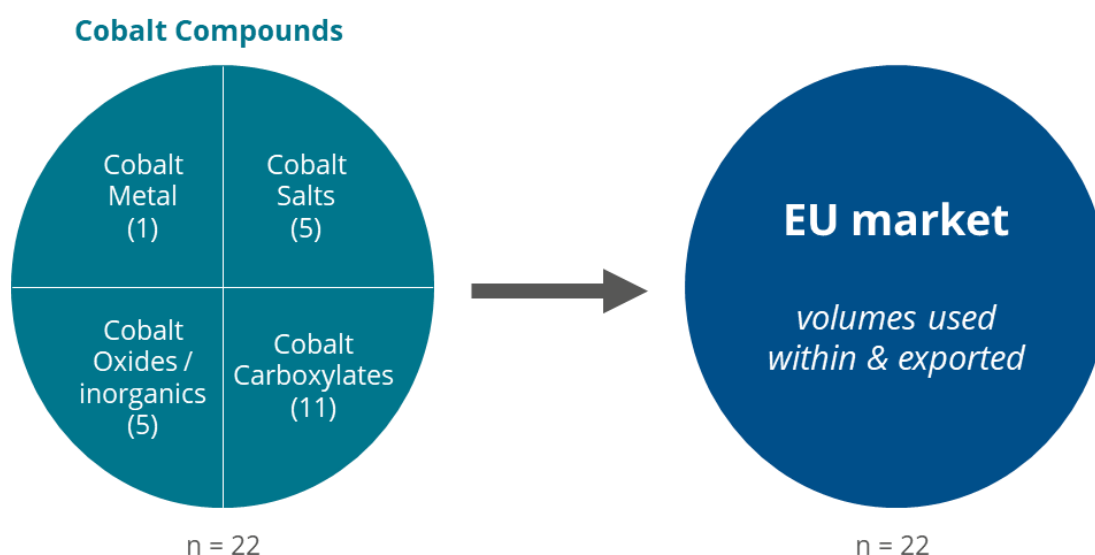 Cobalt Compounds
Cobalt
Metal
(1)
Cobalt
Salts
(5)
Cobalt
Oxides /
inorganics
(5)
Cobalt
Carboxylates
(11)
n = 22
EU market
volumes used
within & exported
n = 22